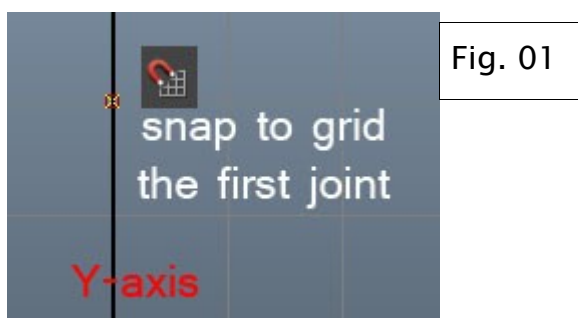 Fig. 01
snap to grid
the first joint
Y-axis